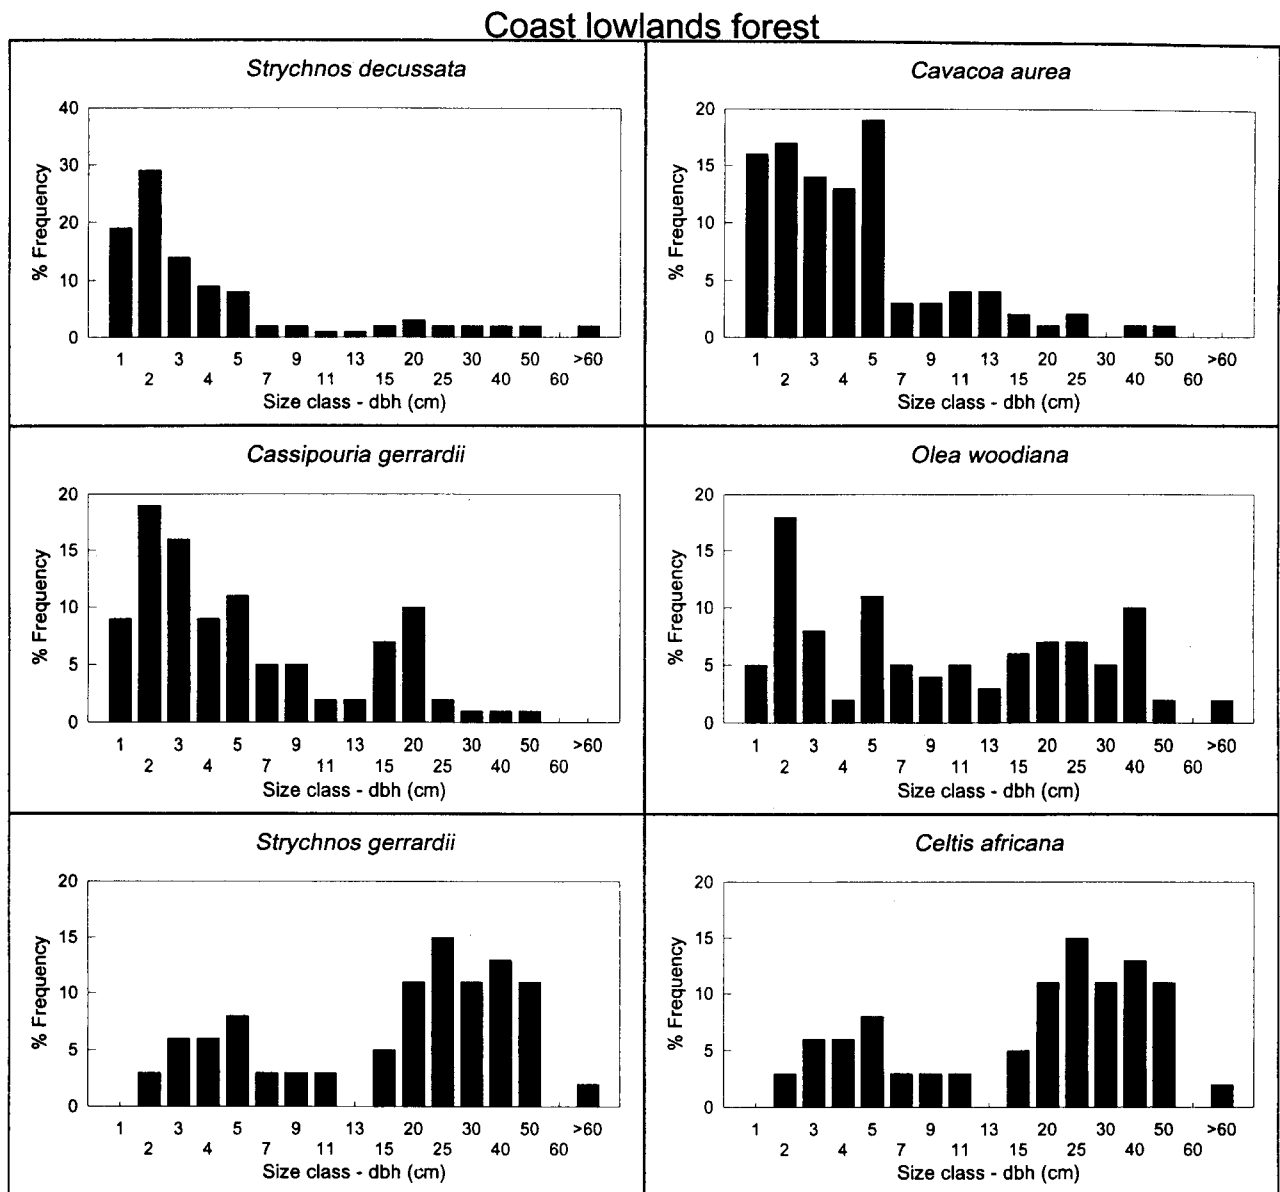 Coast lowlands forest
Strychnos decussata
40
30
20
10
0
% Frequency
1 3 5 9 13 20 30 50 >60
2 4 7 11 15 25 40 60
Size class - dbh (cm)
Cavacoa aurea
20
15
10
5
0
% Frequency
1 3 5 9 13 20 30 50 >60
2 4 7 11 15 25 40 60
Size class - dbh (cm)
Cassipouria gerrardii
20
15
10
5
0
% Frequency
1 3 5 9 13 20 30 50 >60
2 4 7 11 15 25 40 60
Size class - dbh (cm)
Olea woodiana
20
15
10
5
0
% Frequency
1 3 5 9 13 20 30 50 >60
2 4 7 11 15 25 40 60
Size class - dbh (cm)
Strychnos gerrardii
20
15
10
5
0
% Frequency
1 3 5 9 13 20 30 50 >60
2 4 7 11 15 25 40 60
Size class - dbh (cm)
Celtis africana
20
15
10
5
0
% Frequency
1 3 5 9 13 20 30 50 >60
2 4 7 11 15 25 40 60
Size class - dbh (cm)